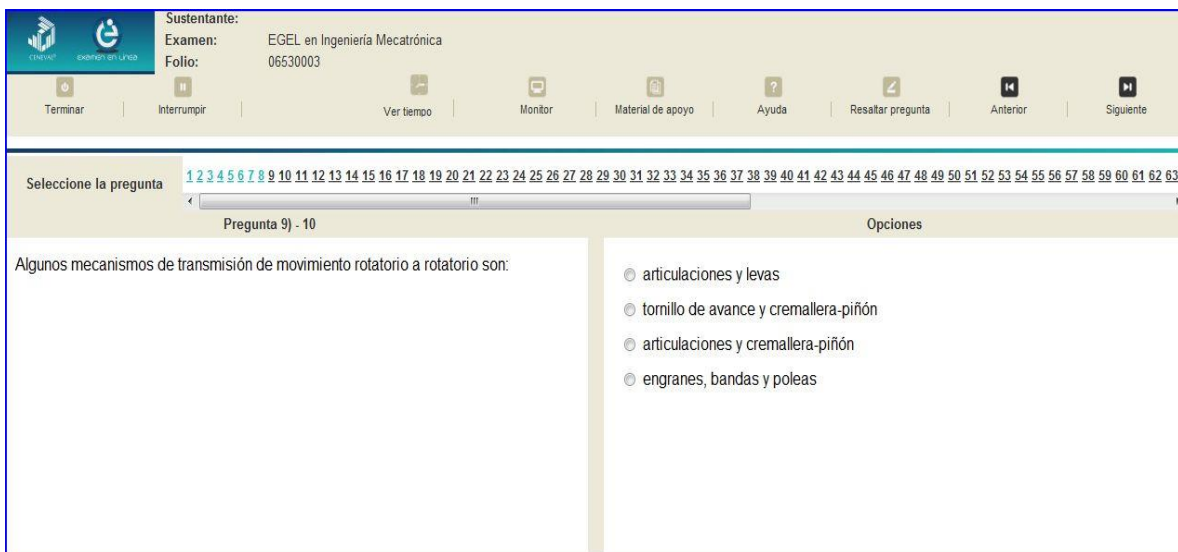 Sustentante:
Examen: EGEL en Ingeniería Mecatrónica
Folio: 06530003
examen en línea
Terminar Interrumpir Ver tiempo Monitor Material de apoyo Ayuda Resaltar pregunta Anterior Siguiente
Seleccione la pregunta 1 2 3 4 5 6 7 8 9 10 11 12 13 14 15 16 17 18 19 20 21 22 23 24 25 26 27 28 29 30 31 32 33 34 35 36 37 38 39 40 41 42 43 44 45 46 47 48 49 50 51 52 53 54 55 56 57 58 59 60 61 62 63
Pregunta 9) - 10
Algunos mecanismos de transmisión de movimiento rotatorio a rotatorio son:
Opciones
articulaciones y levas
tornillo de avance y cremallera-piñón
articulaciones y cremallera-piñón
engranes, bandas y poleas